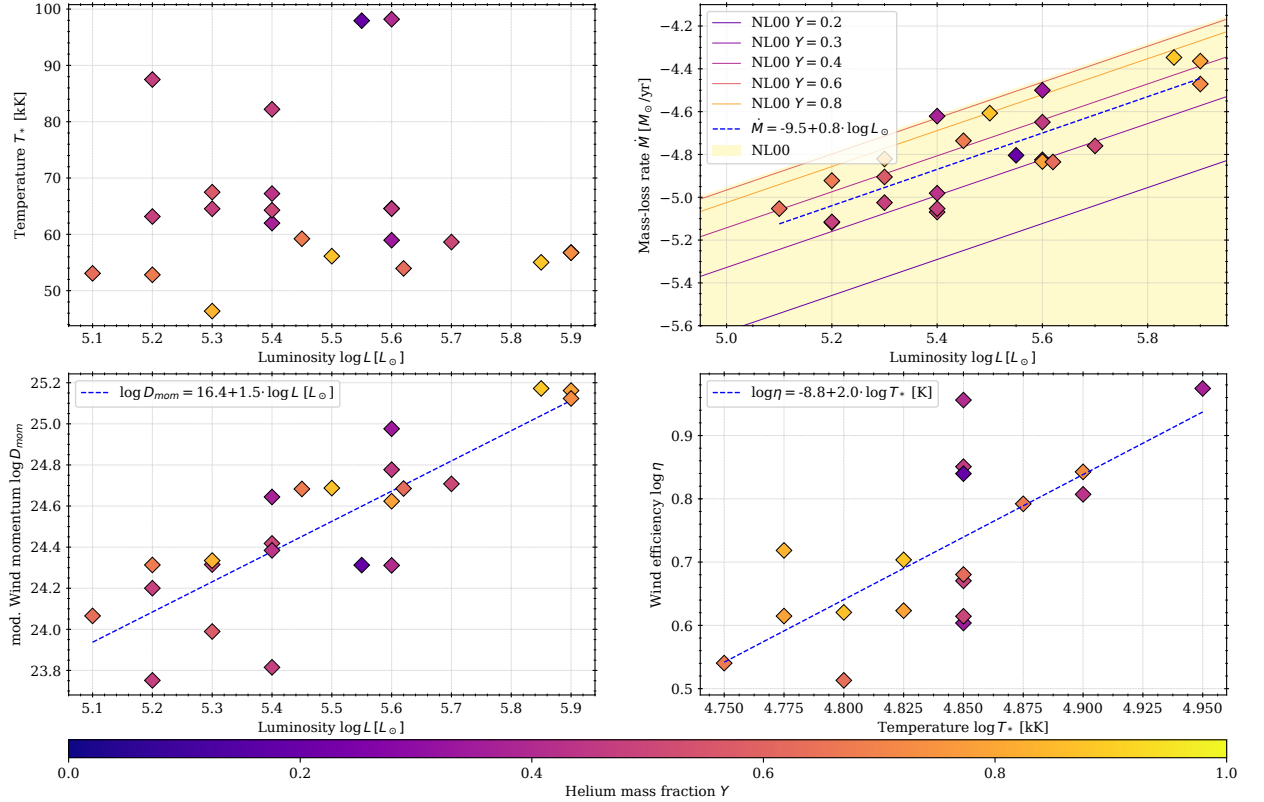 100
90
80
70
60
50
Temperature T* [kK]
5.1 5.2 5.3 5.4 5.5 5.6 5.7 5.8 5.9
Luminosity log L [L⊙]
−4.2
−4.4
−4.6
−4.8
−5.0
−5.2
−5.4
−5.6
Mass-loss rate Ṁ [M⊙/yr]
NL00 Y = 0.2
NL00 Y = 0.3
NL00 Y = 0.4
NL00 Y = 0.6
NL00 Y = 0.8
Ṁ = -9.5+0.8· log L⊙
NL00
5.0 5.2 5.4 5.6 5.8
Luminosity log L [L⊙]
25.2
25.0
24.8
24.6
24.4
24.2
24.0
23.8
mod. Wind momentum log Dmom
log Dmom = 16.4+1.5· log L [L⊙]
5.1 5.2 5.3 5.4 5.5 5.6 5.7 5.8 5.9
Luminosity log L [L⊙]
0.9
0.8
0.7
0.6
0.5
Wind efficiency log η
logη = -8.8+2.0· log T* [K]
4.750 4.775 4.800 4.825 4.850 4.875 4.900 4.925 4.950
Temperature log T* [kK]
0.0 0.2 0.4 0.6 0.8 1.0
Helium mass fraction Y